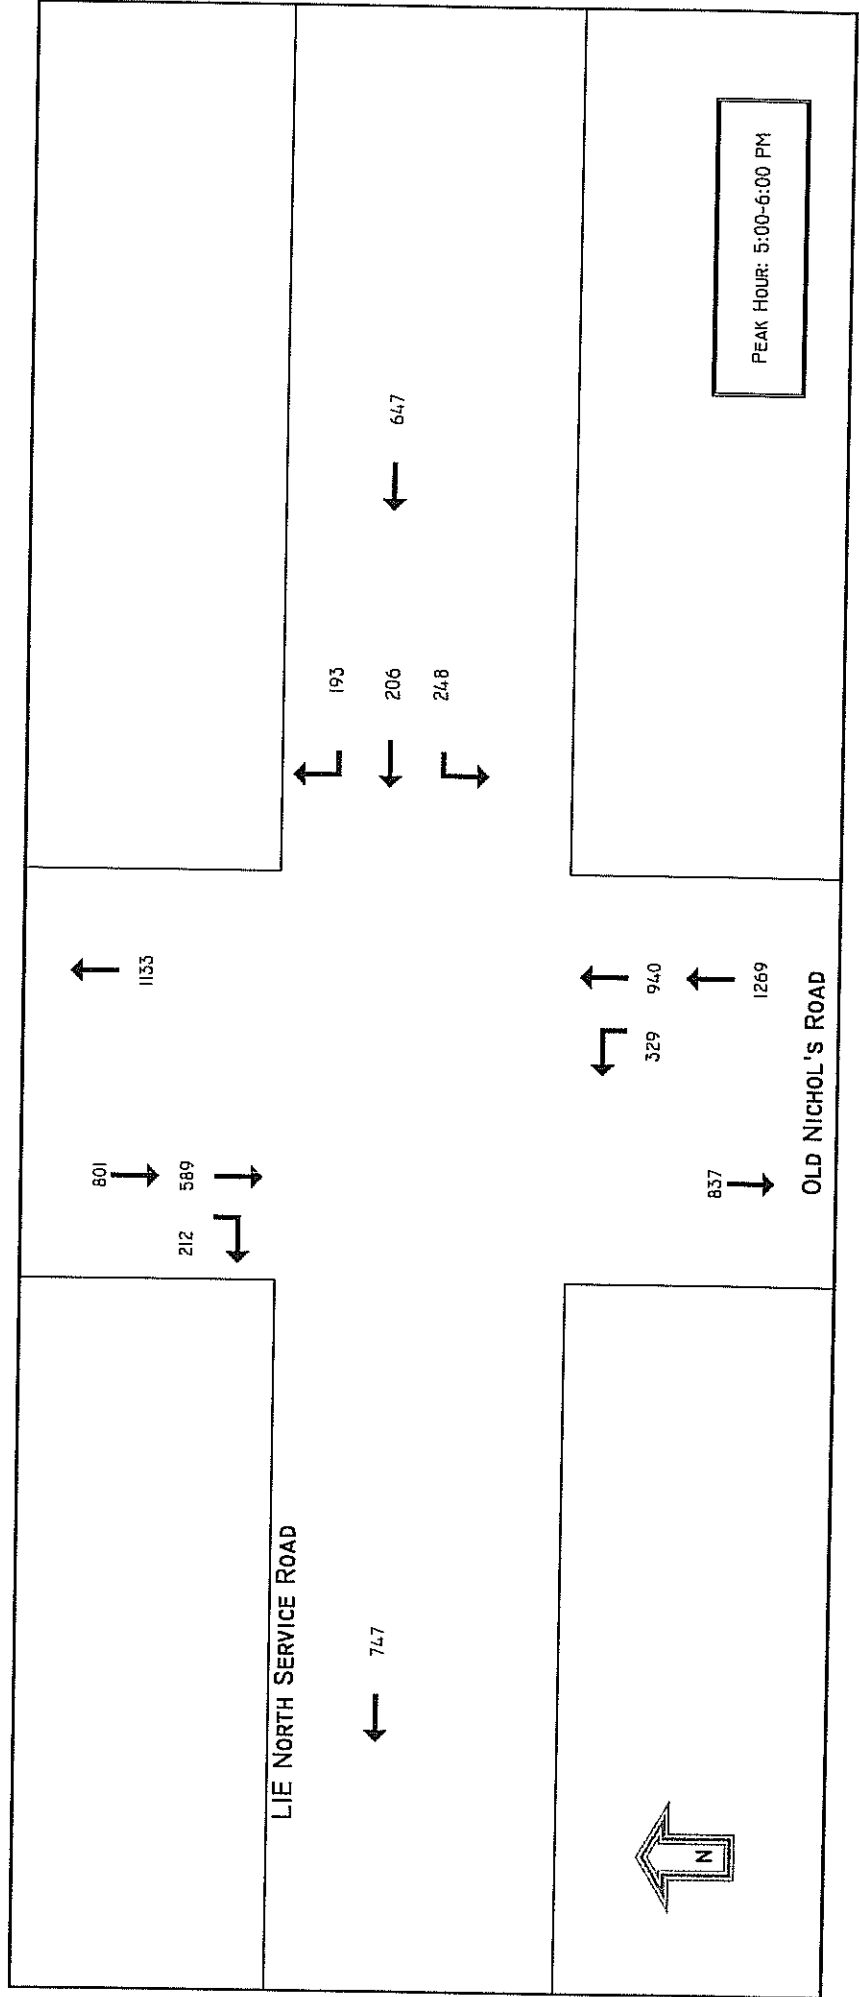 801
1133
212 589
LIE NORTH SERVICE ROAD
193
747
206
647
248
329 940
N
837
1269
PEAK HOUR: 5:00-6:00 PM
OLD NICHOL'S ROAD